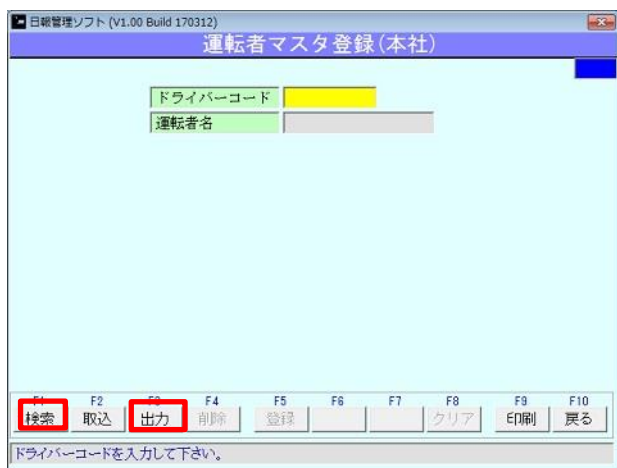 日報管理ソフト (V1.00 Build 170312)
運転者マスタ登録(本社)
ドライバーコード
運転者名
F1 F2 F3 F4 F5 F6 F7 F8 F9 F10
検索 取込 出力 削除 登録 クリア 印刷 戻る
ドライバーコードを入力して下さい。